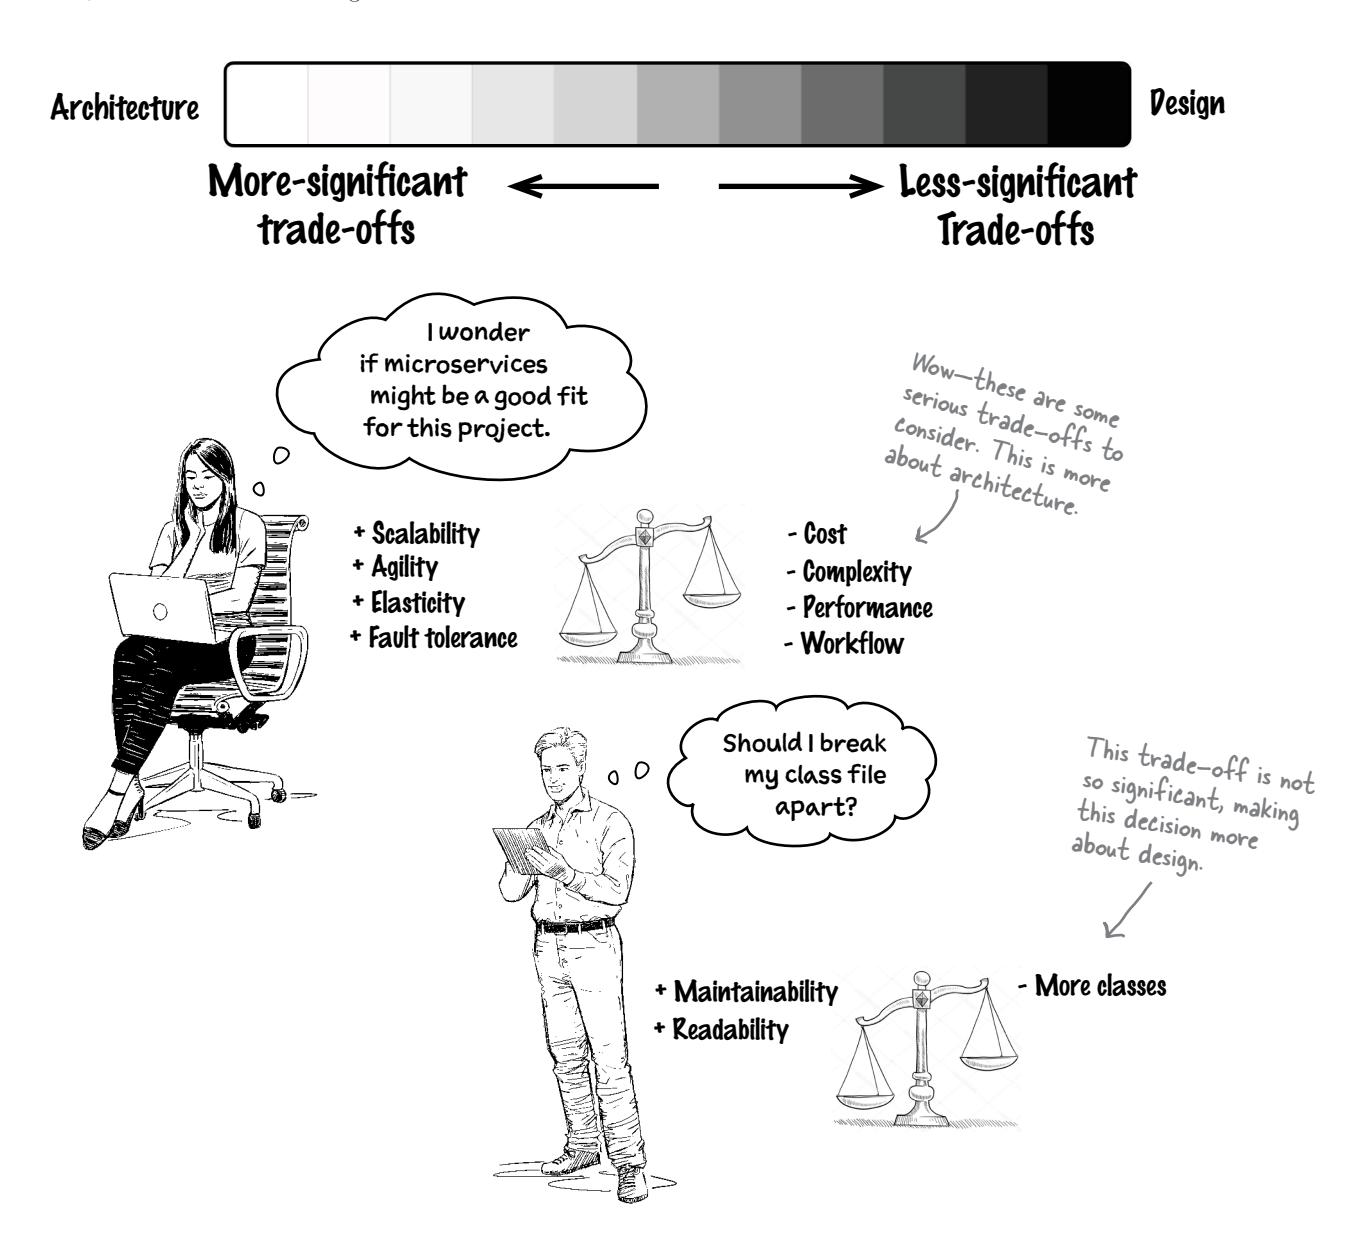 Architecture
Design
More-significant
trade-offs
Less-significant
Trade-offs
I wonder
if microservices
might be a good fit
for this project.
Wow—these are some
serious trade-offs to
consider. This is more
about architecture.
+ Scalability
+ Agility
+ Elasticity
+ Fault tolerance
- Cost
- Complexity
- Performance
- Workflow
Should I break
my class file
apart?
This trade-off is not
so significant, making
this decision more
about design.
+ Maintainability
+ Readability
- More classes